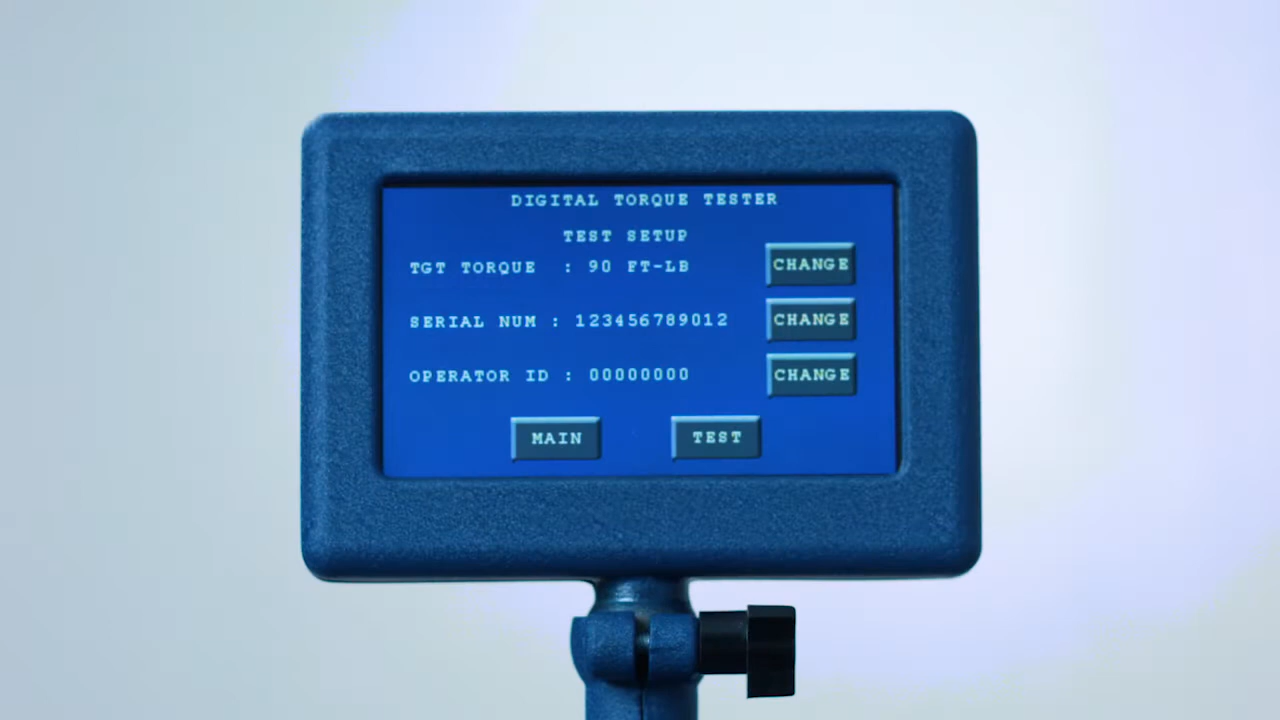 DIGITAL TORQUE TESTER
TEST SETUP
TGT TORQUE : 90 FT-LB CHANGE
SERIAL NUM : 123456789012 CHANGE
OPERATOR ID : 00000000 CHANGE
MAIN TEST